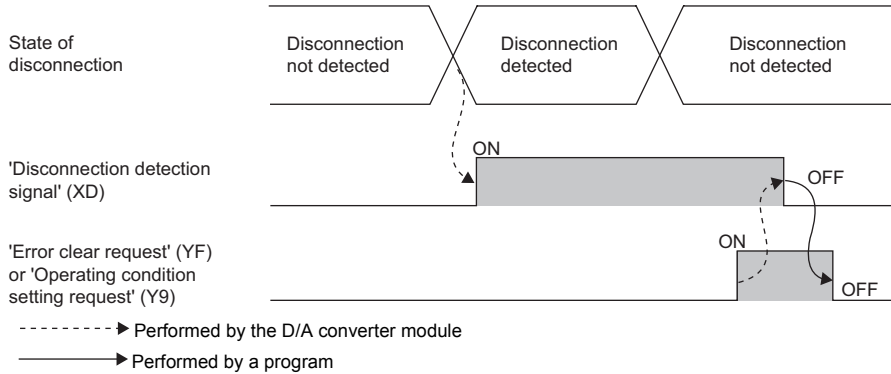 State of
disconnection
Disconnection
not detected
Disconnection
detected
Disconnection
not detected
'Disconnection detection
signal' (XD)
ON
OFF
'Error clear request' (YF)
or 'Operating condition
setting request' (Y9)
ON
OFF
Performed by the D/A converter module
Performed by a program